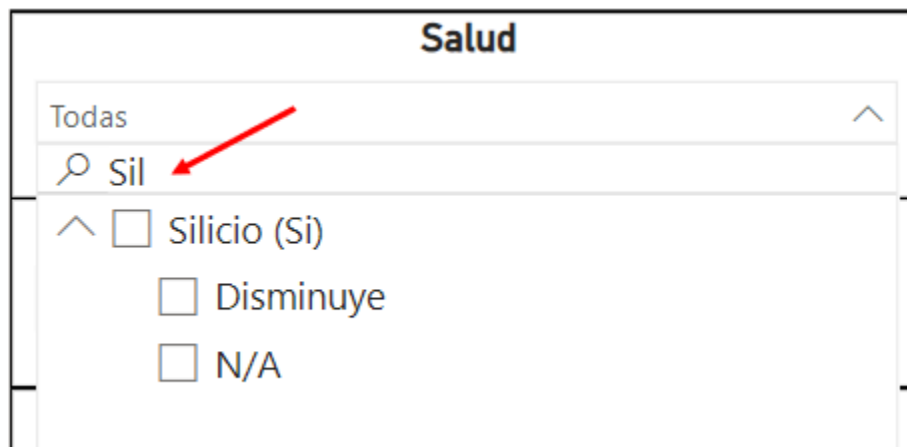 Salud
Todas
Sil
Silicio (Si)
Disminuye
N/A